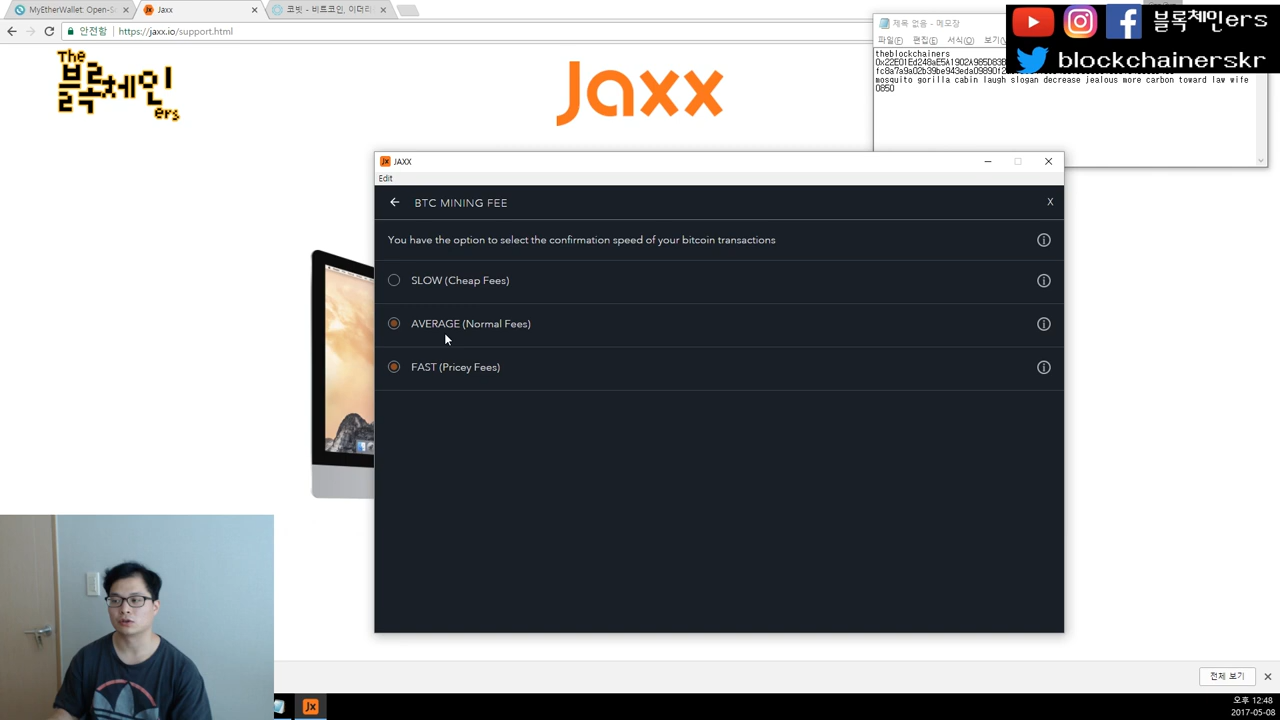 MyEtherWallet: Open-S
Jaxx
코빗 - 비트코인, 이더리
안전함 https://jaxx.io/support.html
The
블록체인
ers
Jaxx
제목 없음 - 메모장
파일(F) 편집(E) 서식(O) 보기(V)
theblockchainers
mosquito gorilla cabin laugh slogan decrease jealous more carbon toward law wife
0850
블록체인ers
blockchainerskr
JX JAXX
Edit
BTC MINING FEE X
You have the option to select the confirmation speed of your bitcoin transactions
SLOW (Cheap Fees)
AVERAGE (Normal Fees)
FAST (Pricey Fees)
전체 보기
Jx
오후 12:48
2017-05-08